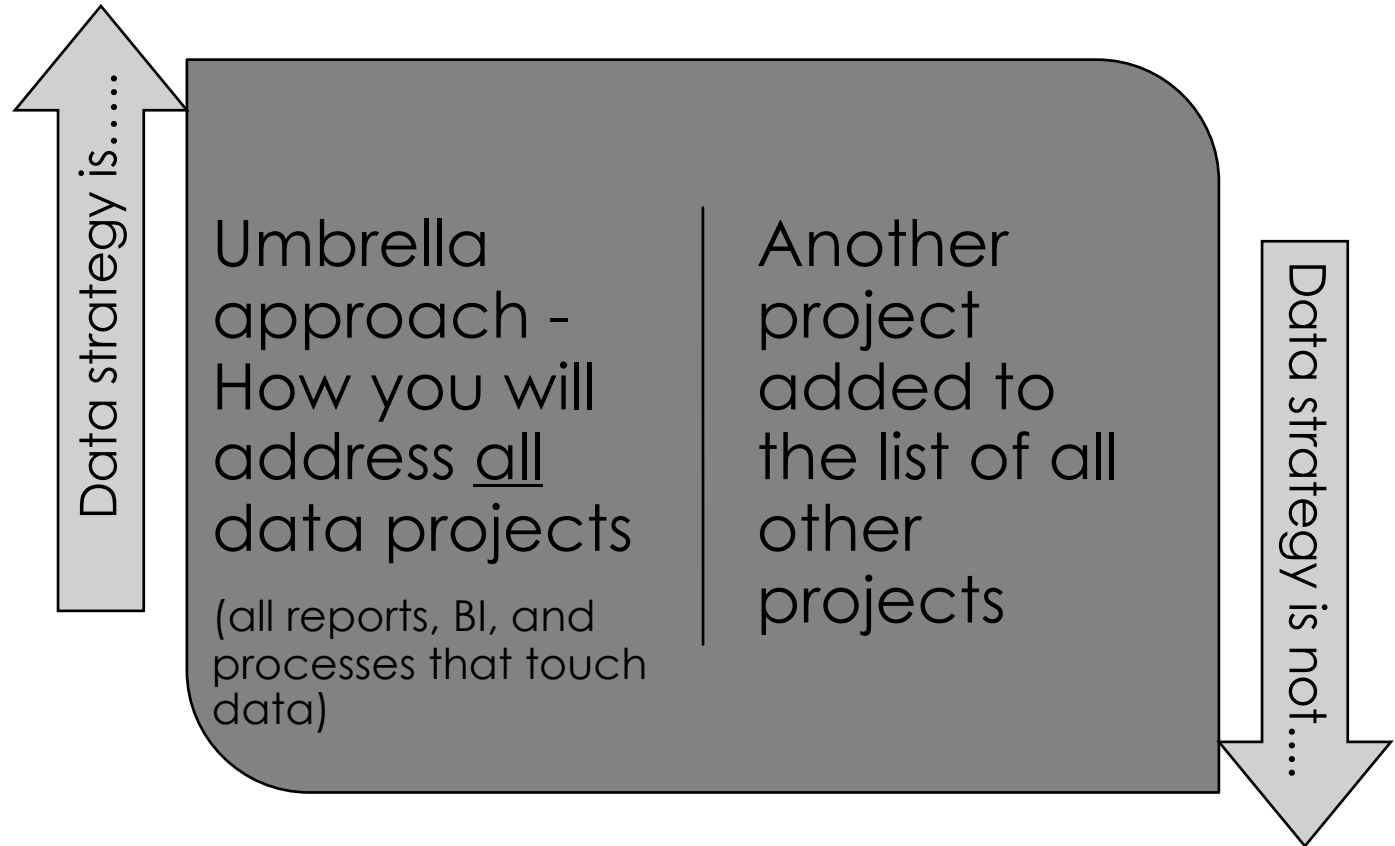 Data strategy is......
Umbrella
approach -
How you will
address all
data projects
(all reports, BI, and
processes that touch
data)
Another
project
added to
the list of all
other
projects
Data strategy is not....